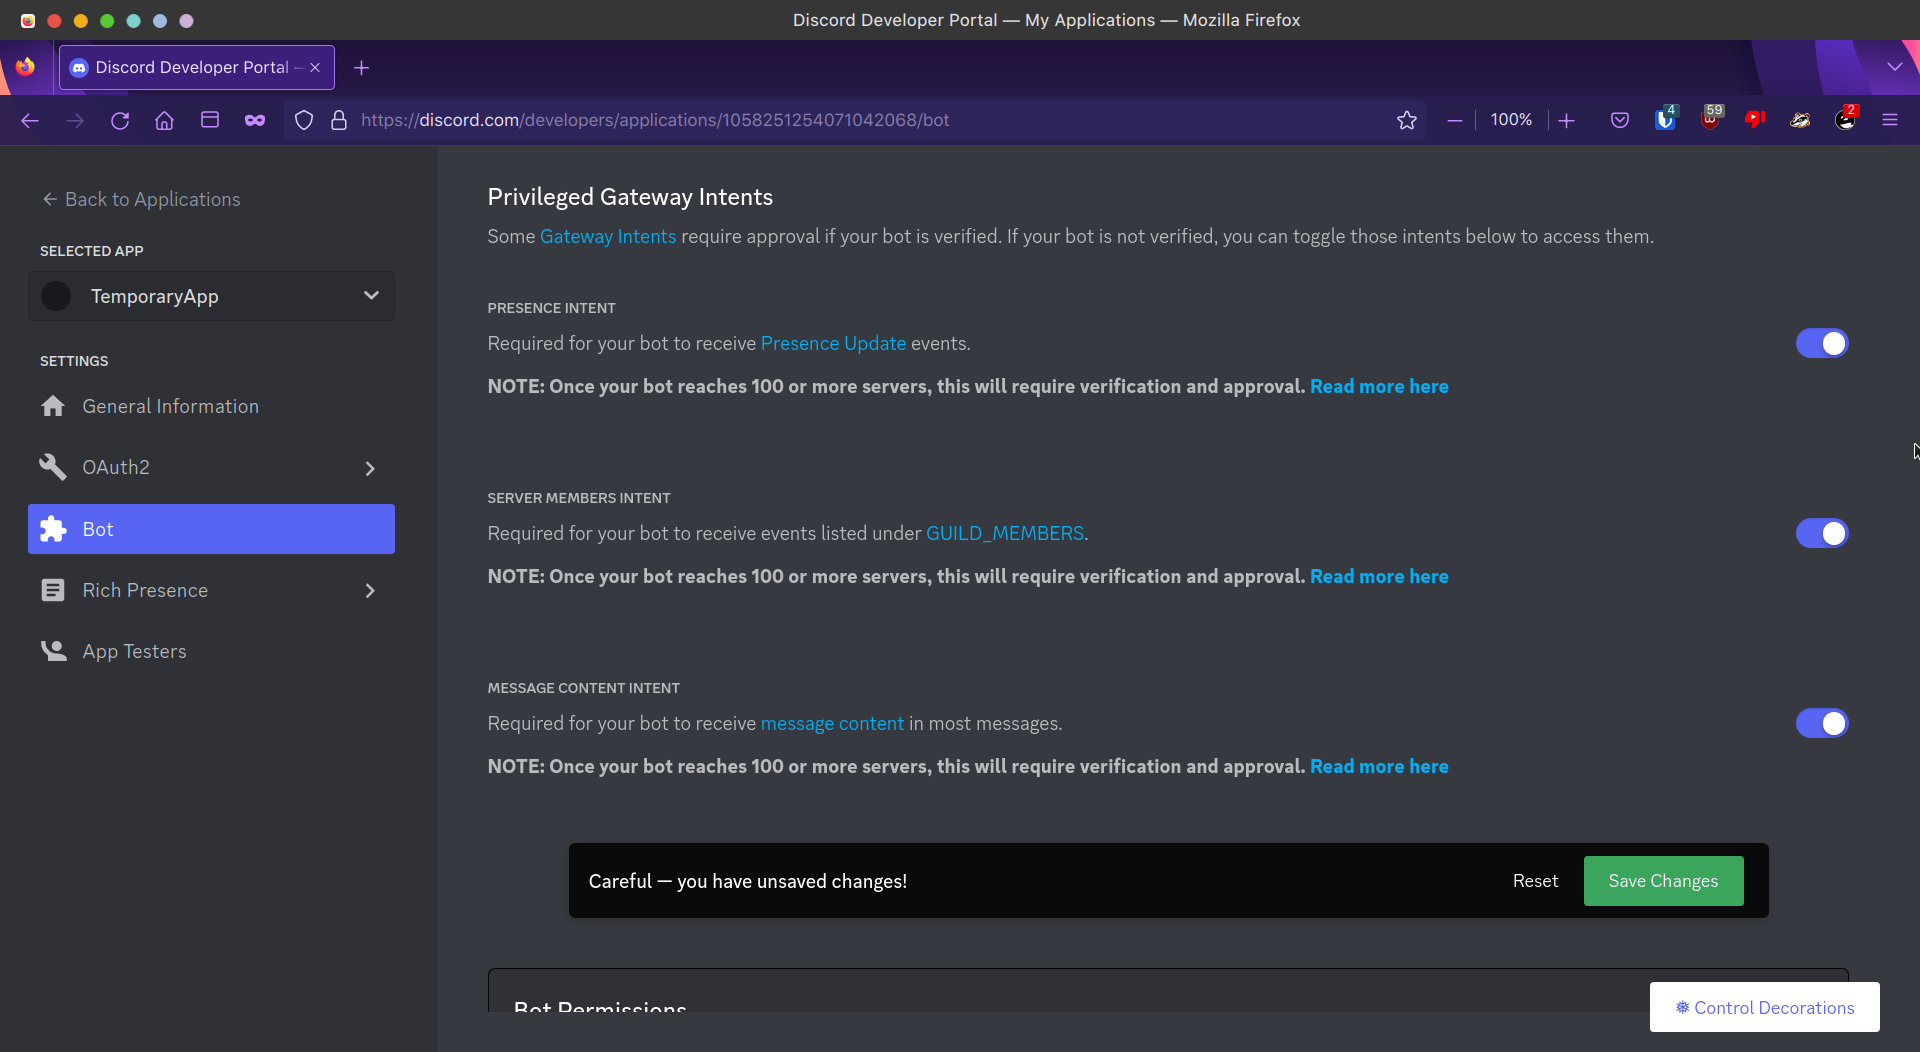 Discord Developer Portal — My Applications — Mozilla Firefox
Discord Developer Portal —
https://discord.com/developers/applications/1058251254071042068/bot
100%
4
59
2
Back to Applications
SELECTED APP
TemporaryApp
SETTINGS
General Information
OAuth2
Bot
Rich Presence
App Testers
Privileged Gateway Intents
Some Gateway Intents require approval if your bot is verified. If your bot is not verified, you can toggle those intents below to access them.
PRESENCE INTENT
Required for your bot to receive Presence Update events.
NOTE: Once your bot reaches 100 or more servers, this will require verification and approval. Read more here
SERVER MEMBERS INTENT
Required for your bot to receive events listed under GUILD_MEMBERS.
NOTE: Once your bot reaches 100 or more servers, this will require verification and approval. Read more here
MESSAGE CONTENT INTENT
Required for your bot to receive message content in most messages.
NOTE: Once your bot reaches 100 or more servers, this will require verification and approval. Read more here
Careful — you have unsaved changes!
Reset
Save Changes
Bot Permissions
Control Decorations